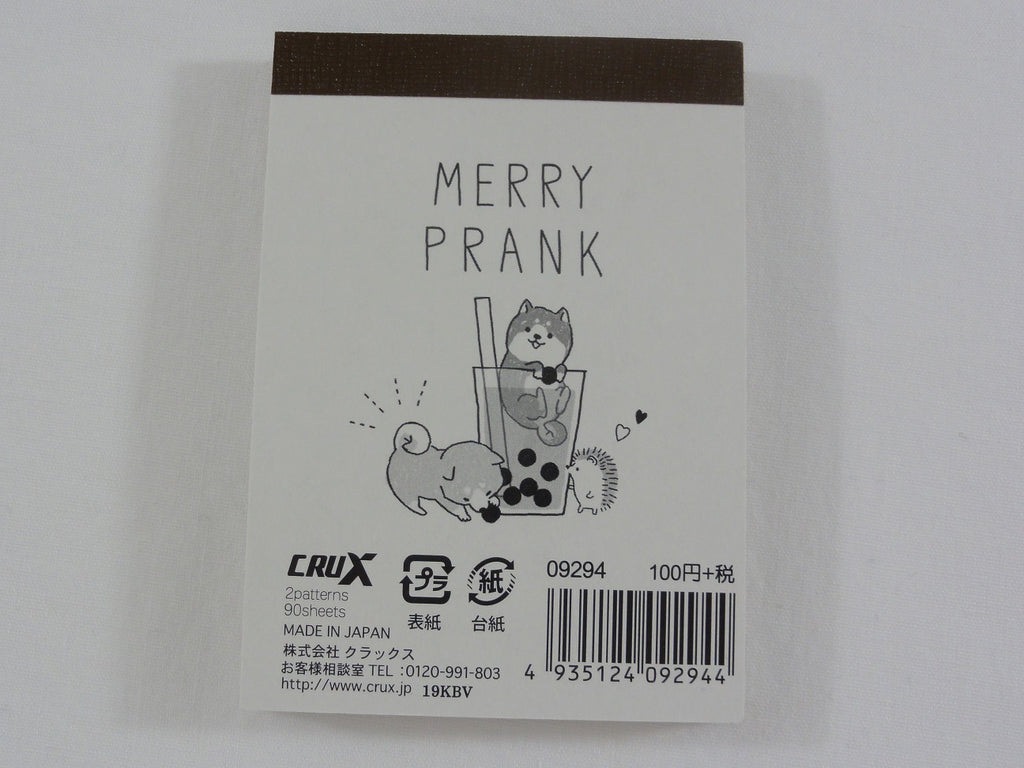 MERRY
PRANK
CRUX
2patterns
90sheets
MADE IN JAPAN
株式会社 クラックス
お客様相談室 TEL :0120-991-803
http://www.crux.jp 19KBV
プラ
表紙
紙
台紙
09294 100円+税
4 935124 092944